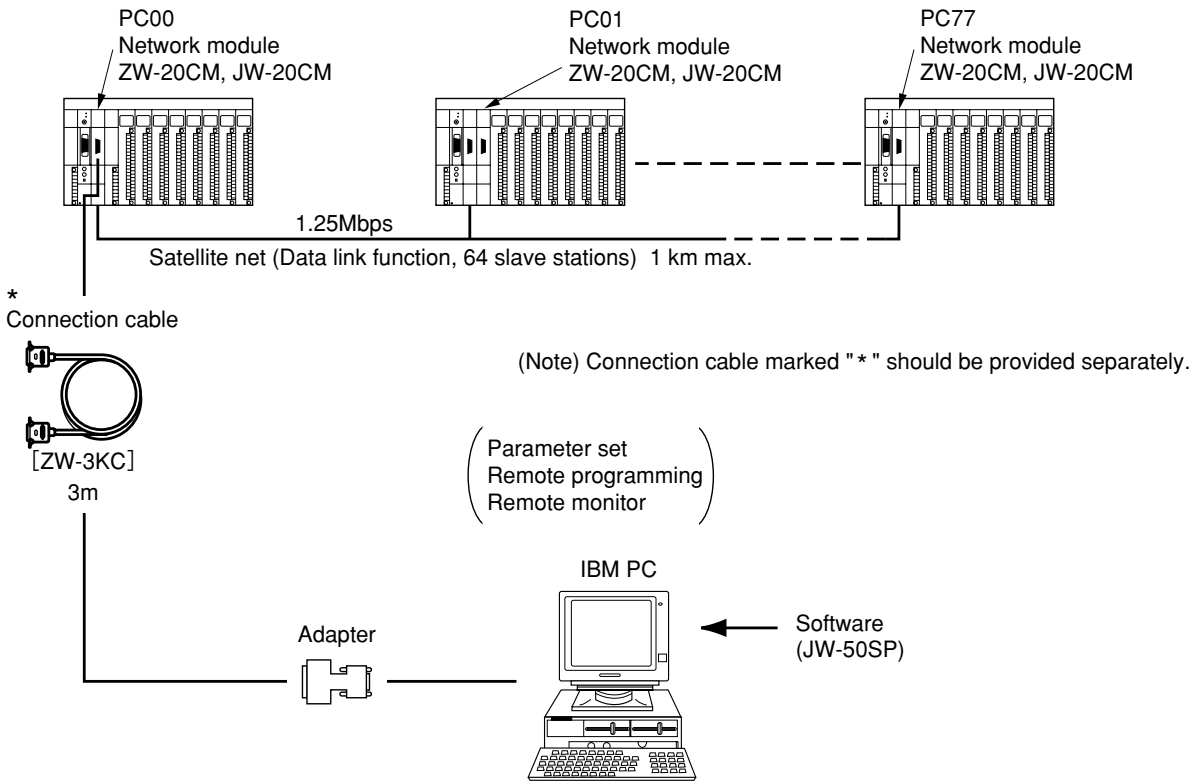 PC00
Network module
ZW-20CM, JW-20CM
PC01
Network module
ZW-20CM, JW-20CM
PC77
Network module
ZW-20CM, JW-20CM
1.25Mbps
Satellite net (Data link function, 64 slave stations) 1 km max.
*
Connection cable
(Note) Connection cable marked "*" should be provided separately.
[ZW-3KC]
3m
Parameter set
Remote programming
Remote monitor
IBM PC
Adapter
Software
(JW-50SP)